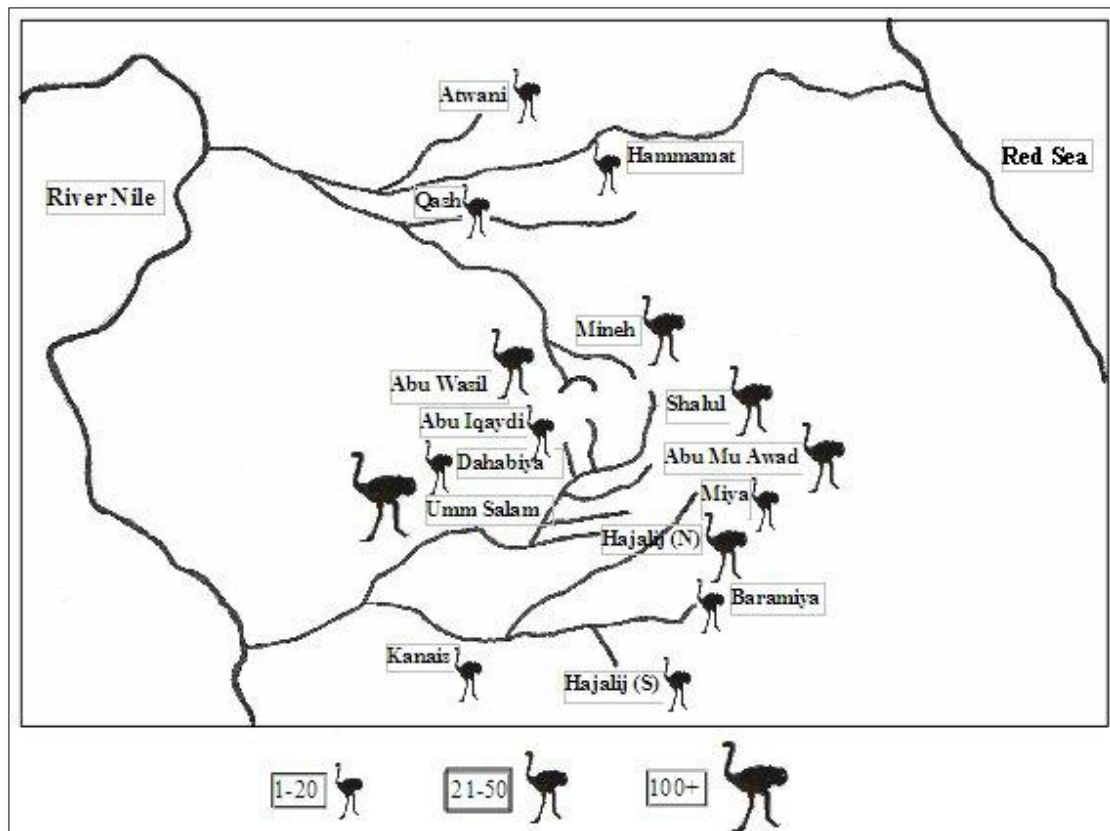 Atwani
Hammamat
Red Sea
River Nile
Qash
Mineh
Abu Wasil
Shalul
Abu Iqaydi
Abu Mu Awad
Dahabiya
Miya
Umm Salam
Hajalij (N)
Baramiya
Kanais
Hajalij (S)
1-20
21-50
100+